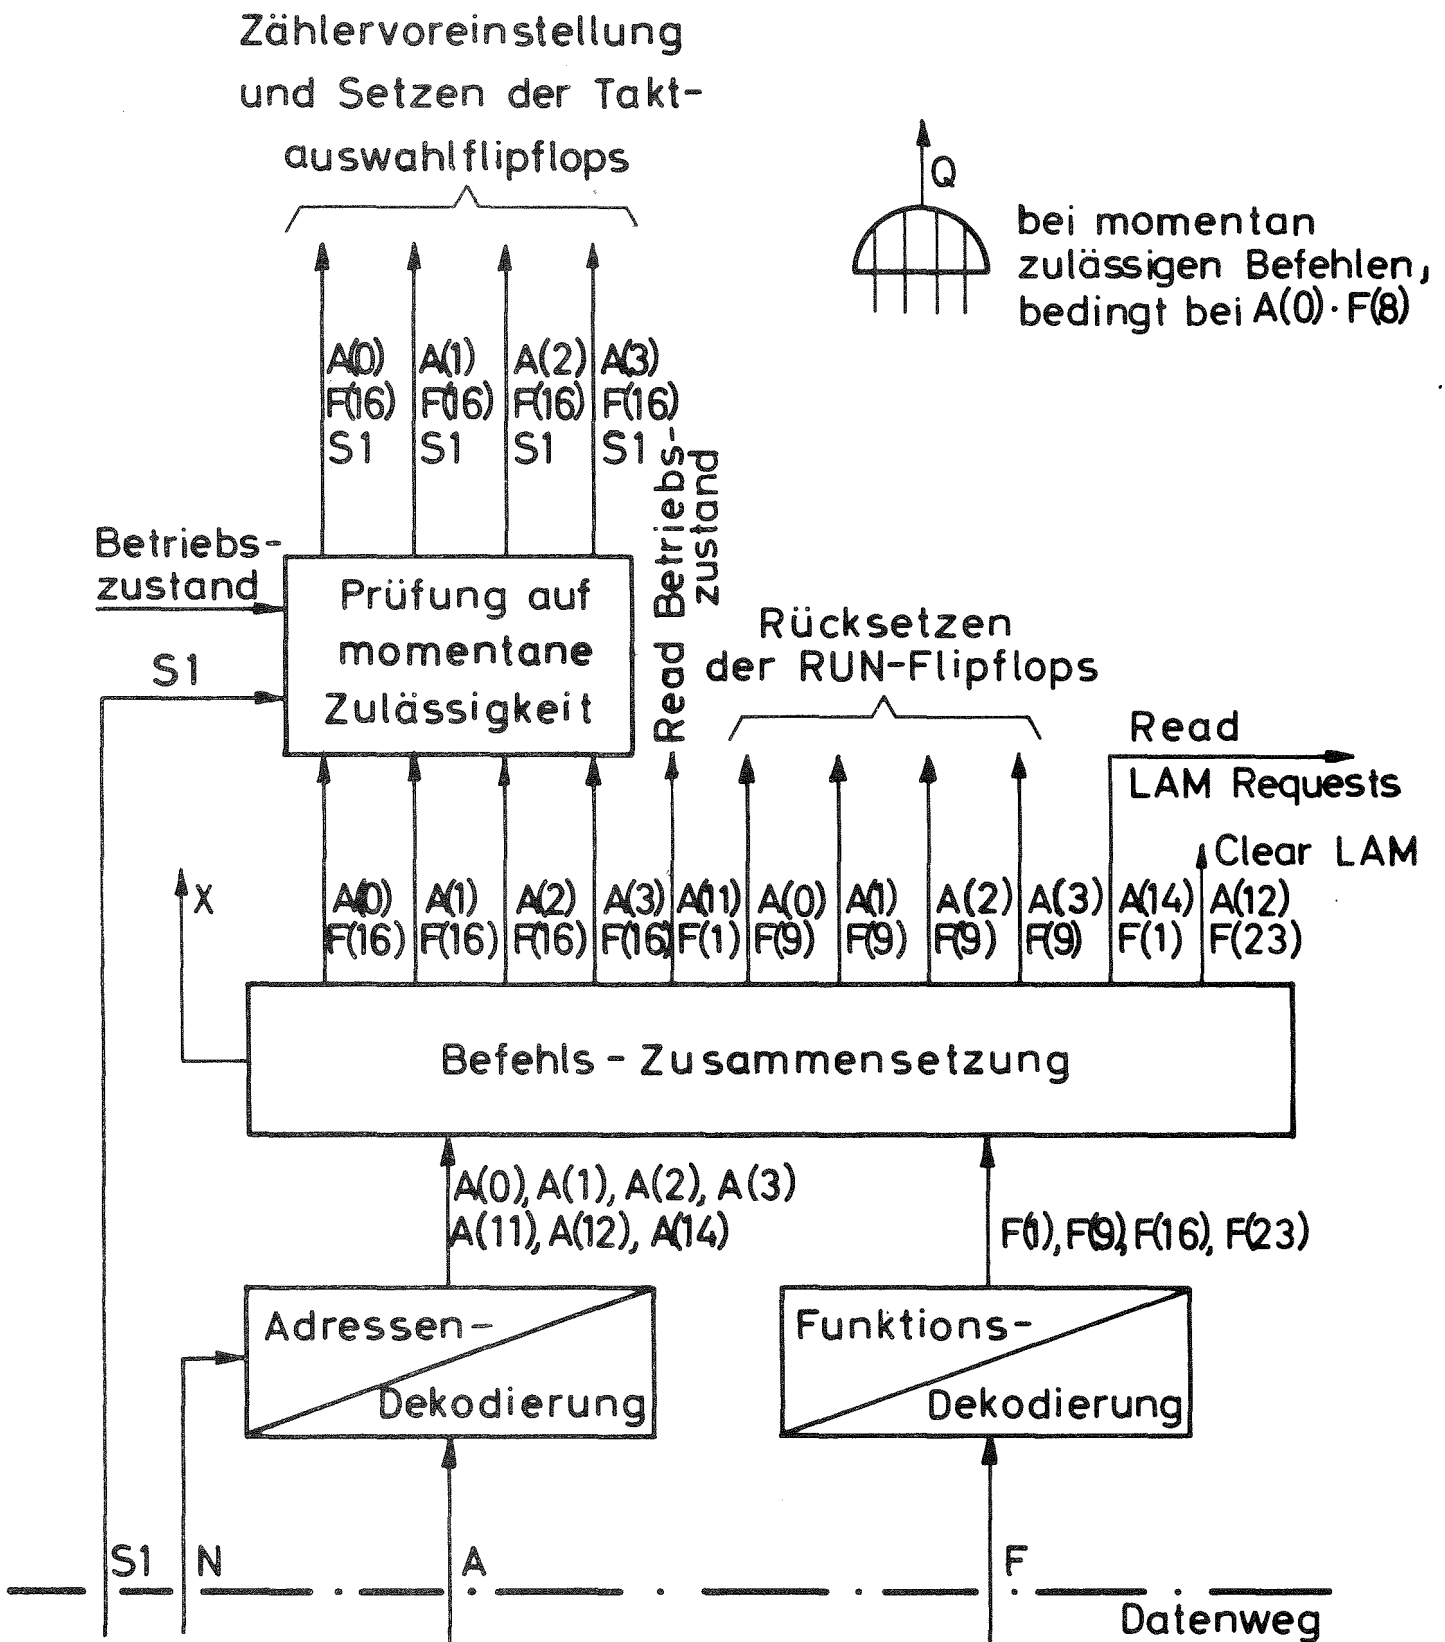 Zählervoreinstellung
und Setzen der Takt-
auswahlflipflops
Q
bei momentan
zulässigen Befehlen,
bedingt bei A(0)·F(8)
A(0) A(1) A(2) A(3)
F(16) F(16) F(16) F(16)
S1 S1 S1 S1
Read Betriebs-
zustand
Betriebs-
zustand
S1
Prüfung auf
momentane
Zulässigkeit
Rücksetzen
der RUN-Flipflops
Read
LAM Requests
Clear LAM
X
A(0) A(1) A(2) A(3) A(11) A(0) A(1) A(2) A(3) A(14) A(12)
F(16) F(16) F(16) F(16) F(1) F(9) F(9) F(9) F(9) F(1) F(23)
Befehls-Zusammensetzung
A(0), A(1), A(2), A(3)
A(11), A(12), A(14)
F(1), F(9), F(16), F(23)
Adressen-
Dekodierung
Funktions-
Dekodierung
S1 N A F
Datenweg